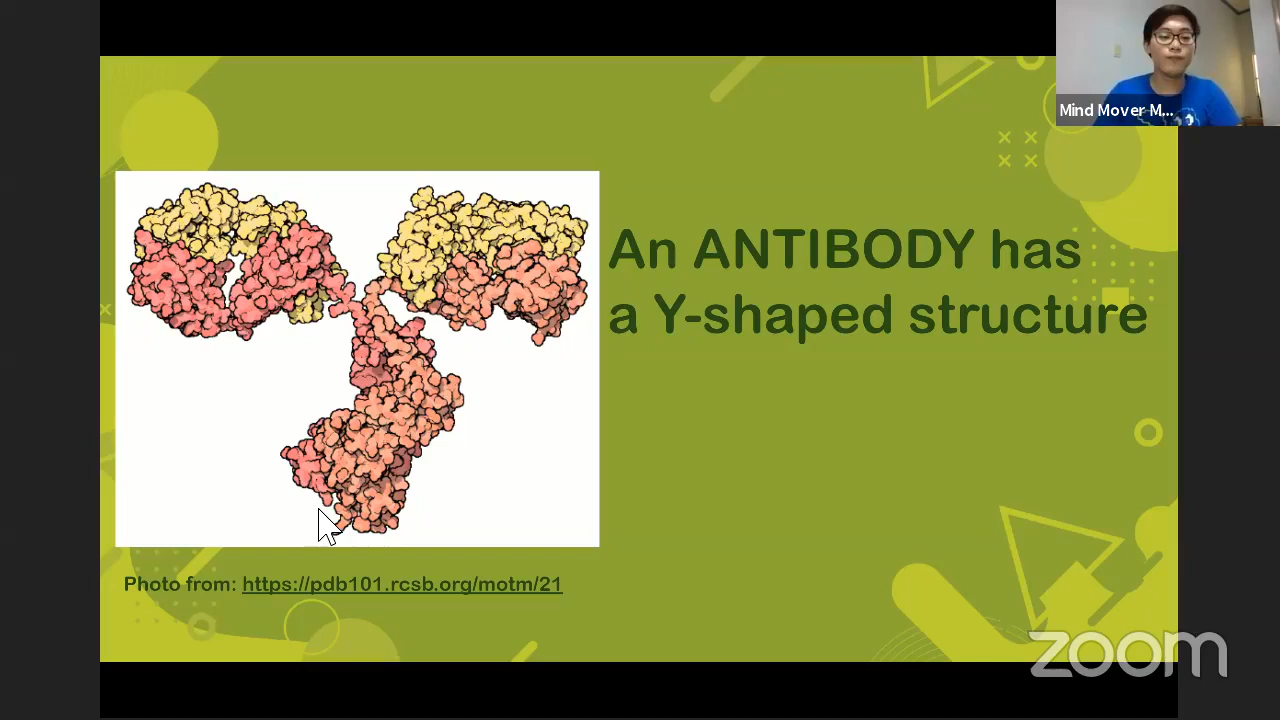 Mind Mover M...
An ANTIBODY has
a Y-shaped structure
Photo from: https://pdb101.rcsb.org/motm/21
zoom